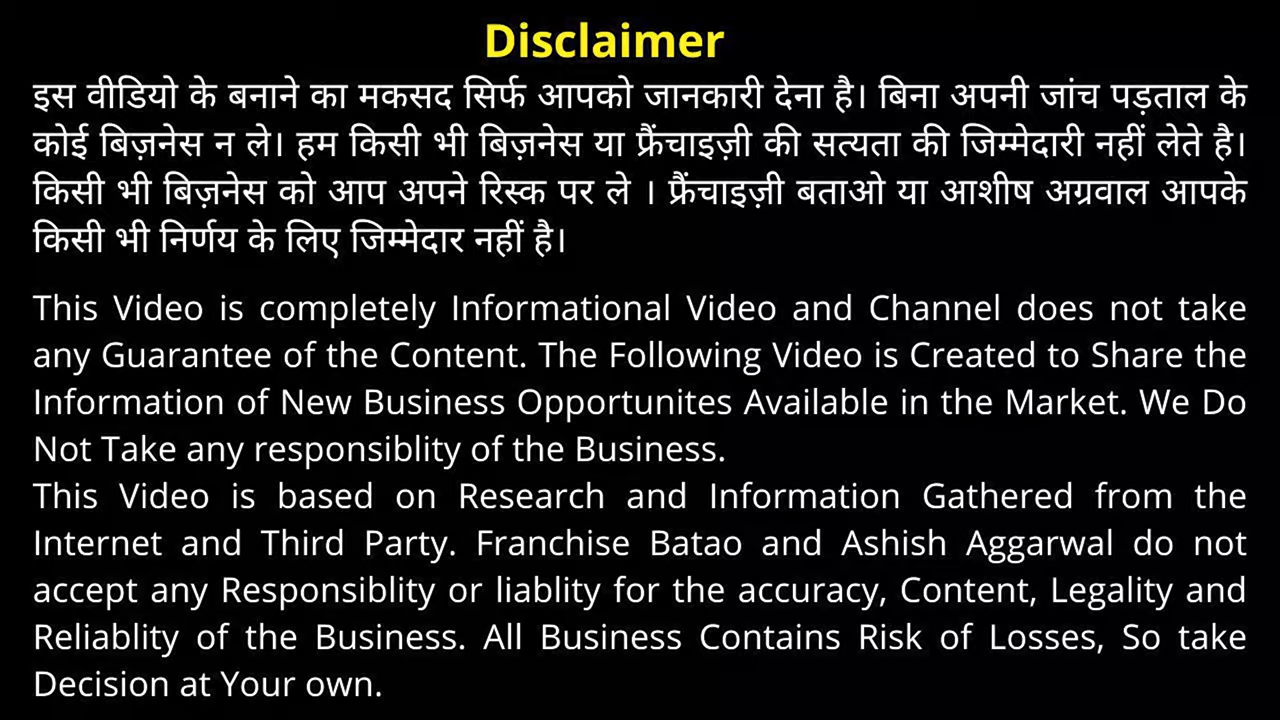 Disclaimer
इस वीडियो के बनाने का मकसद सिर्फ आपको जानकारी देना है। बिना अपनी जांच पड़ताल के
कोई बिज़नेस न ले। हम किसी भी बिज़नेस या फ्रैंचाइज़ी की सत्यता की जिम्मेदारी नहीं लेते है।
किसी भी बिज़नेस को आप अपने रिस्क पर ले । फ्रैंचाइज़ी बताओ या आशीष अग्रवाल आपके
किसी भी निर्णय के लिए जिम्मेदार नहीं है।
This Video is completely Informational Video and Channel does not take
any Guarantee of the Content. The Following Video is Created to Share the
Information of New Business Opportunites Available in the Market. We Do
Not Take any responsiblity of the Business.
This Video is based on Research and Information Gathered from the
Internet and Third Party. Franchise Batao and Ashish Aggarwal do not
accept any Responsiblity or liablity for the accuracy, Content, Legality and
Reliablity of the Business. All Business Contains Risk of Losses, So take
Decision at Your own.